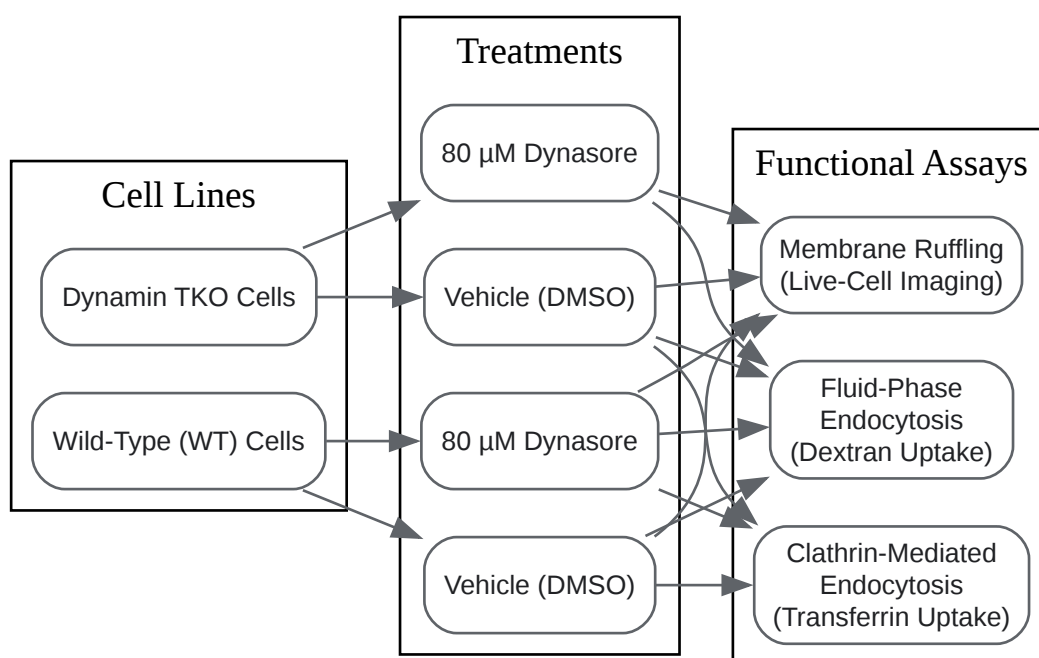 Cell Lines
Dynamin TKO Cells
Wild-Type (WT) Cells
Treatments
80 µM Dynasore
Vehicle (DMSO)
80 µM Dynasore
Vehicle (DMSO)
Functional Assays
Membrane Ruffling
(Live-Cell Imaging)
Fluid-Phase
Endocytosis
(Dextran Uptake)
Clathrin-Mediated
Endocytosis
(Transferrin Uptake)